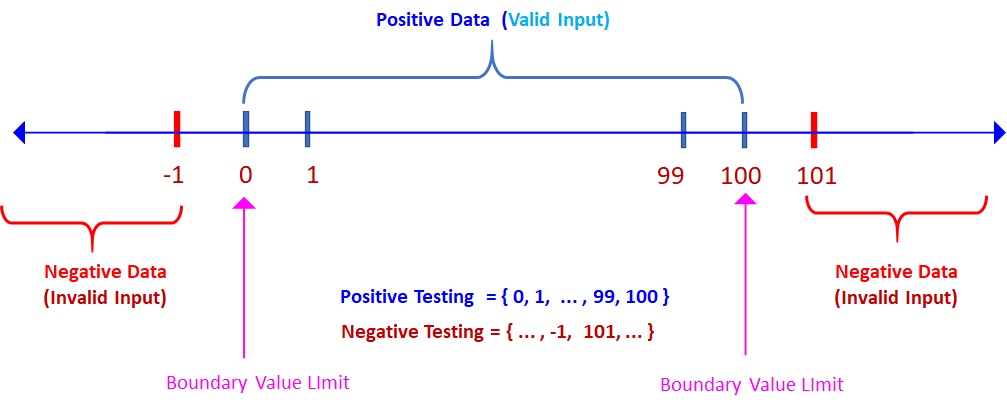 Positive Data (Valid Input)
-1 0 1 99 100 101
Negative Data
(Invalid Input)
Negative Data
(Invalid Input)
Positive Testing = { 0, 1, ... , 99, 100 }
Negative Testing = { ... , -1, 101, ... }
Boundary Value LImit
Boundary Value LImit